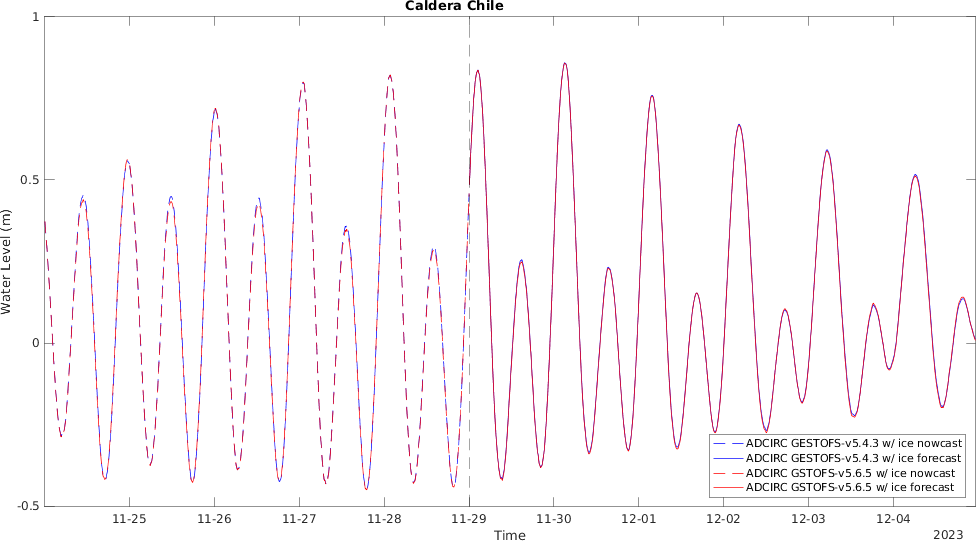 Caldera Chile
1
0.5
0
-0.5
Water Level (m)
ADCIRC GESTOFS-v5.4.3 w/ ice nowcast
ADCIRC GESTOFS-v5.4.3 w/ ice forecast
ADCIRC GSTOFS-v5.6.5 w/ ice nowcast
ADCIRC GSTOFS-v5.6.5 w/ ice forecast
11-25 11-26 11-27 11-28 11-29 11-30 12-01 12-02 12-03 12-04
Time
2023